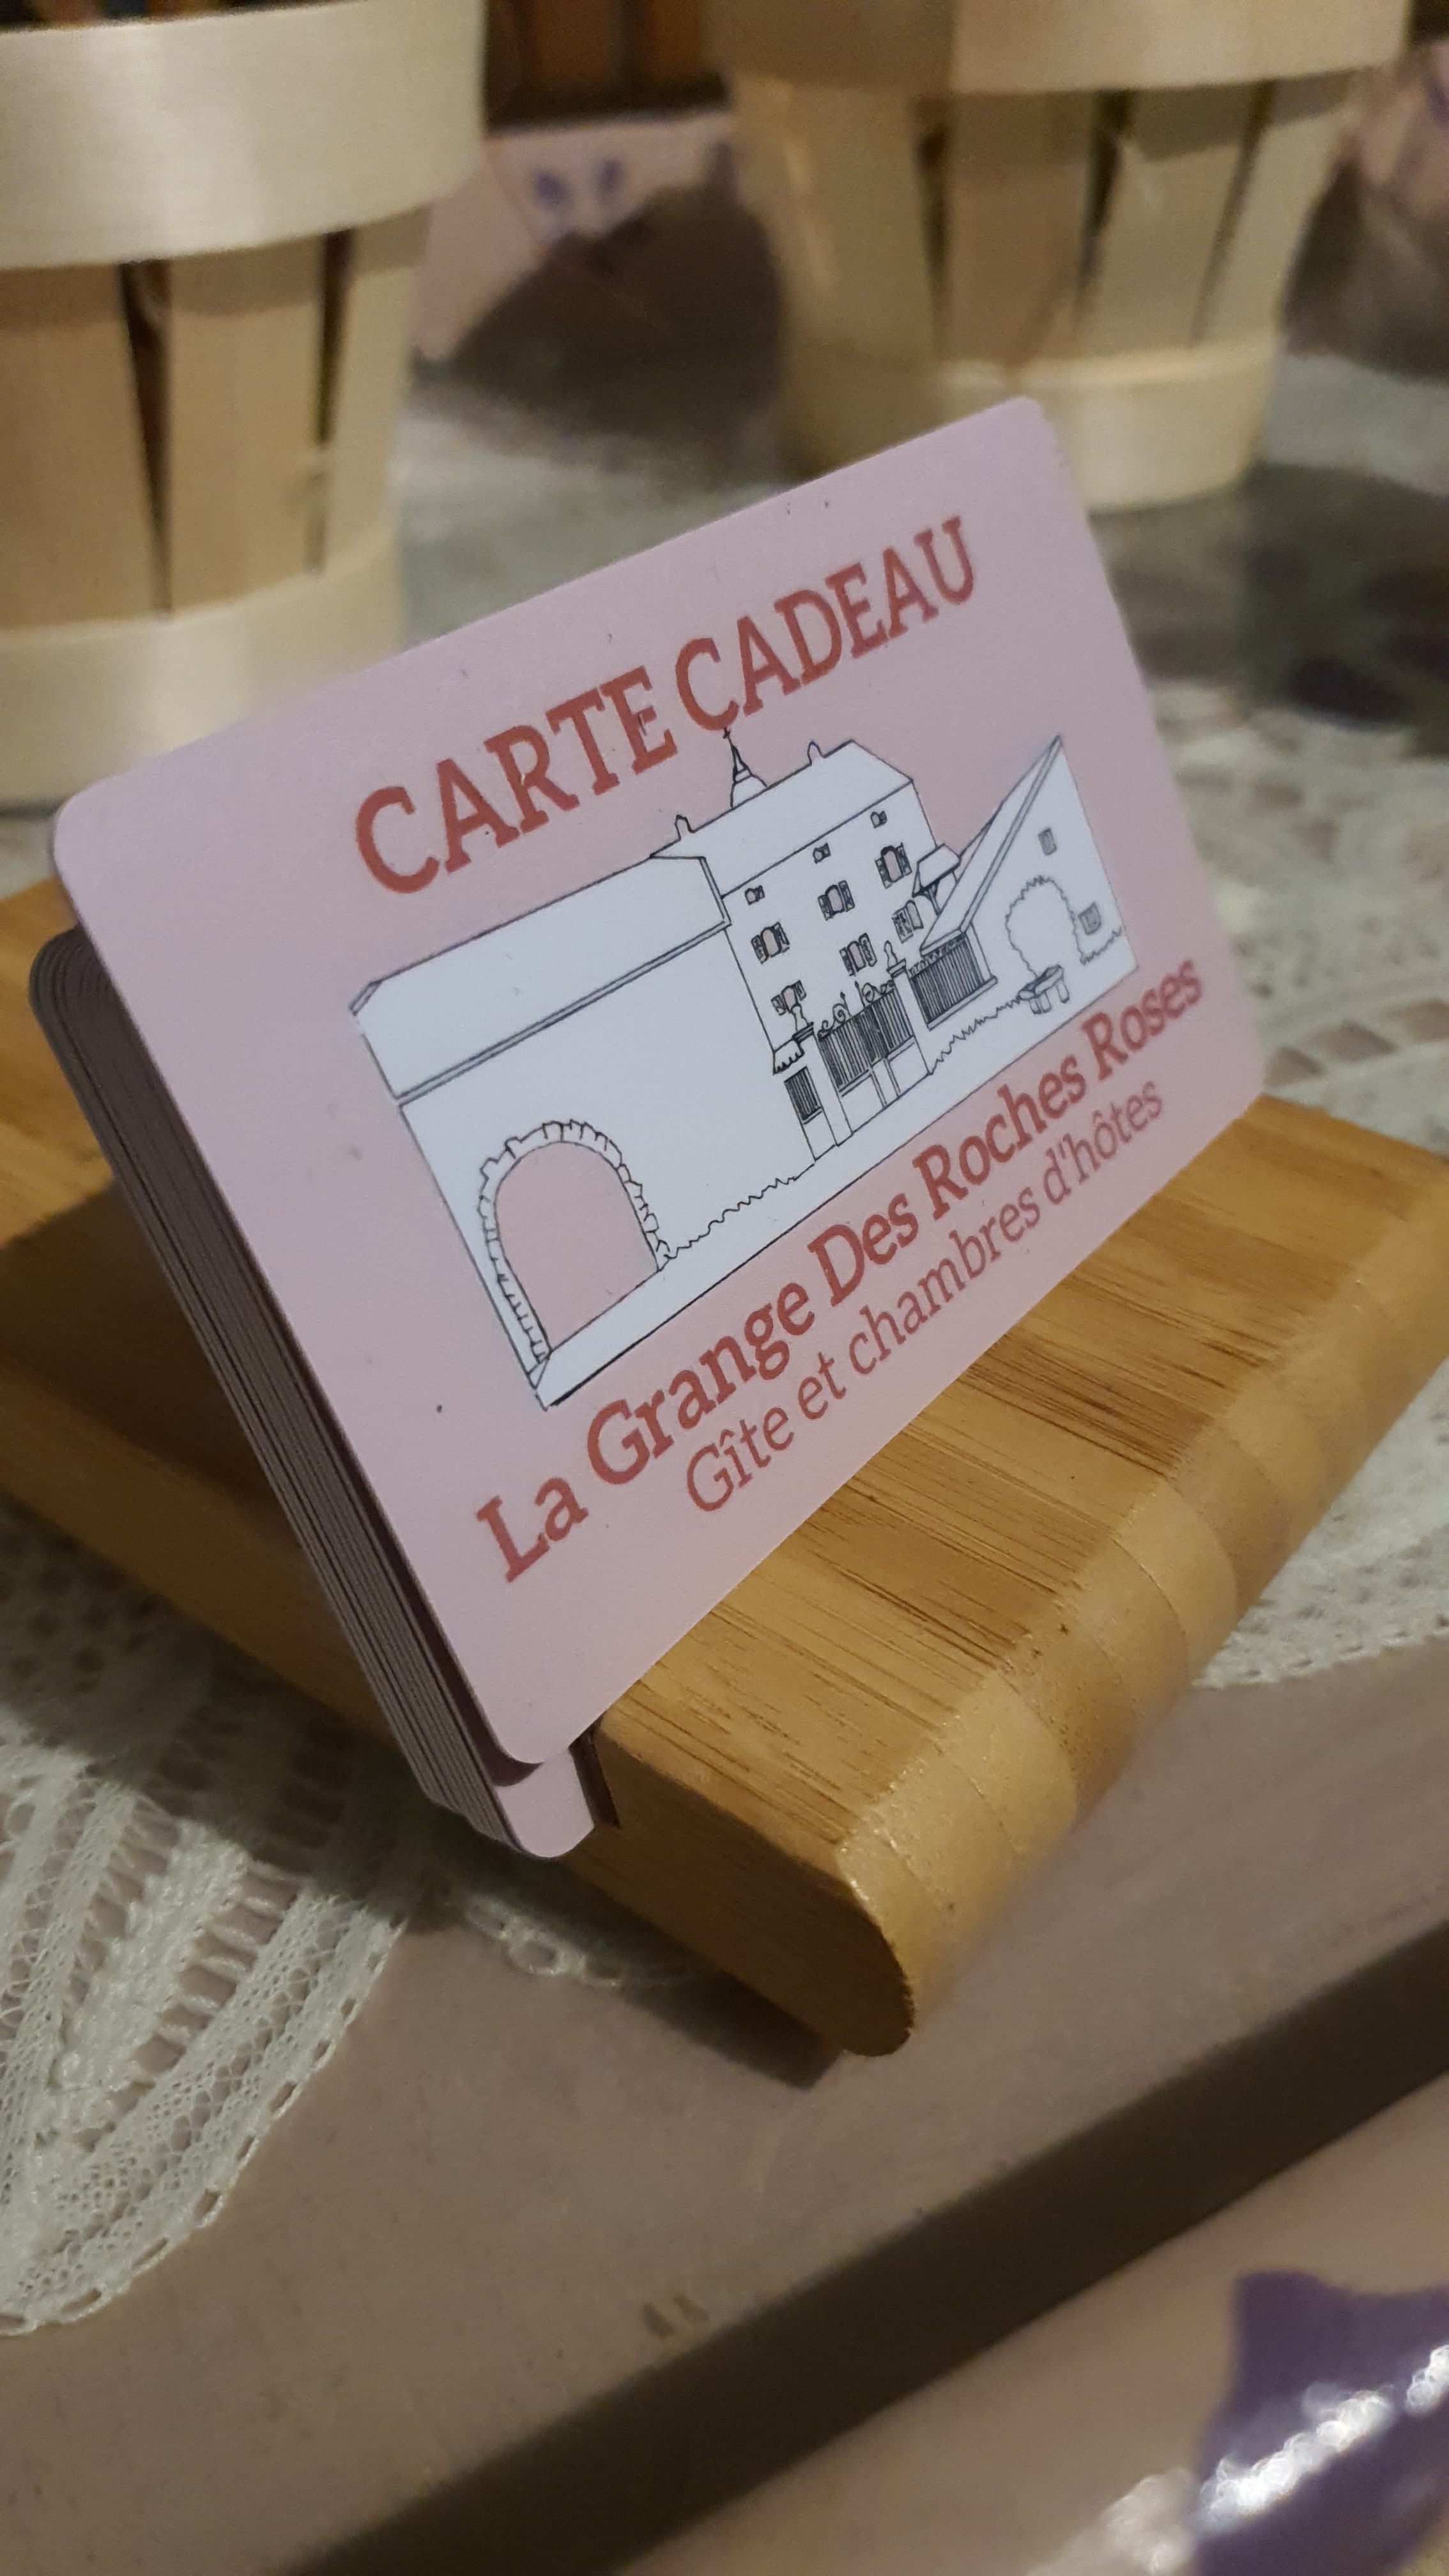 CARTE CADEAU
La Grange Des Roches Roses
Gîte et chambres d'hôtes